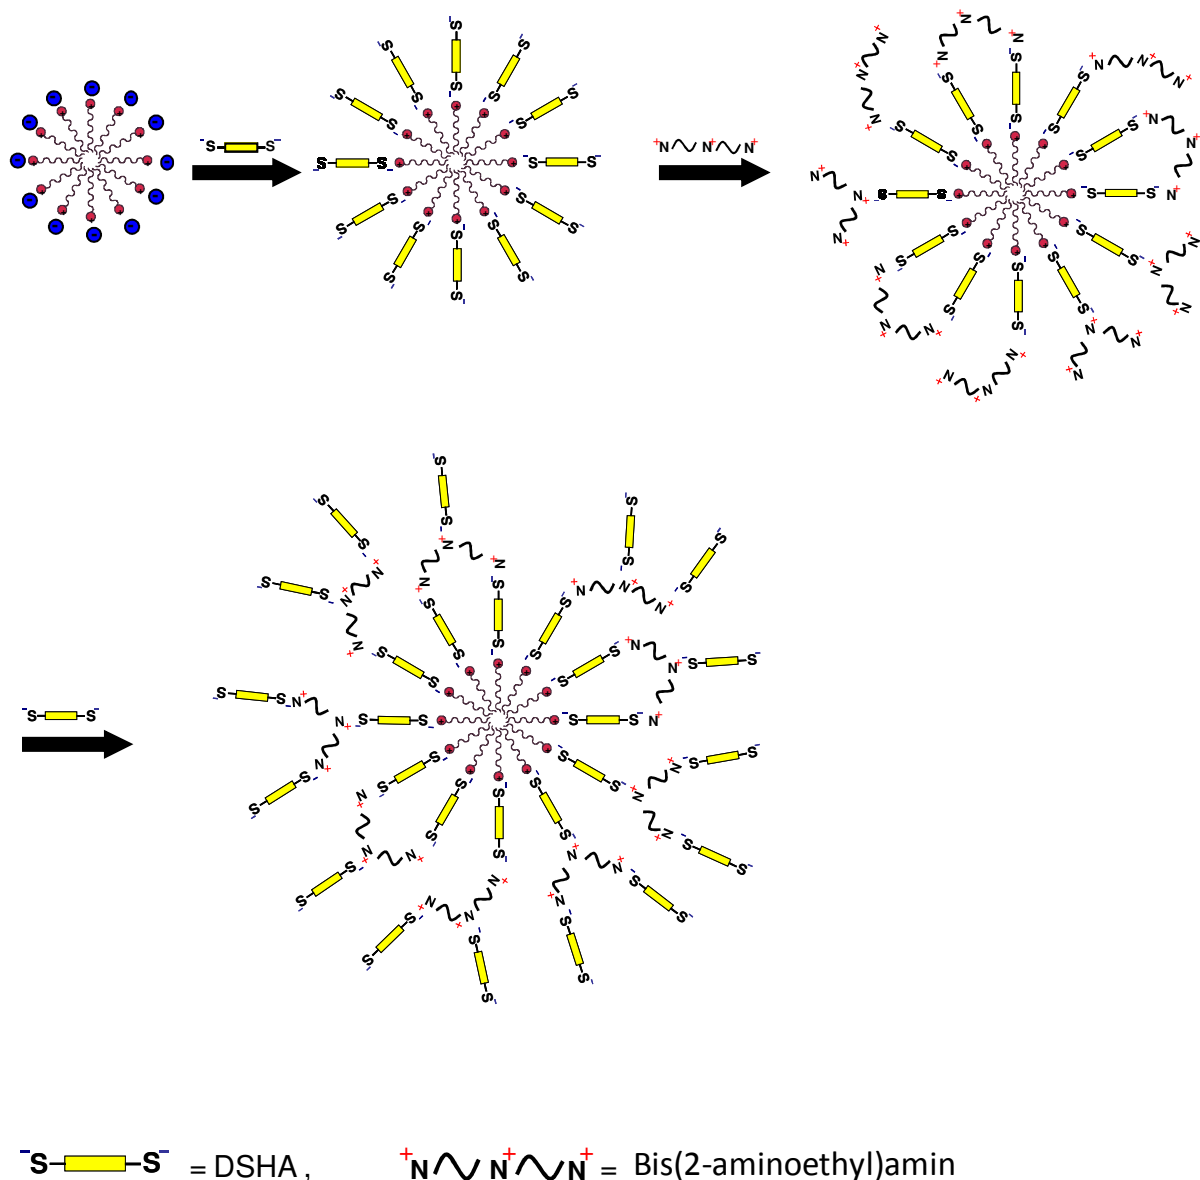 -S S-
+N N+ N+
-S S-
-S S- = DSHA , +N N+ N+ = Bis(2-aminoethyl)amin